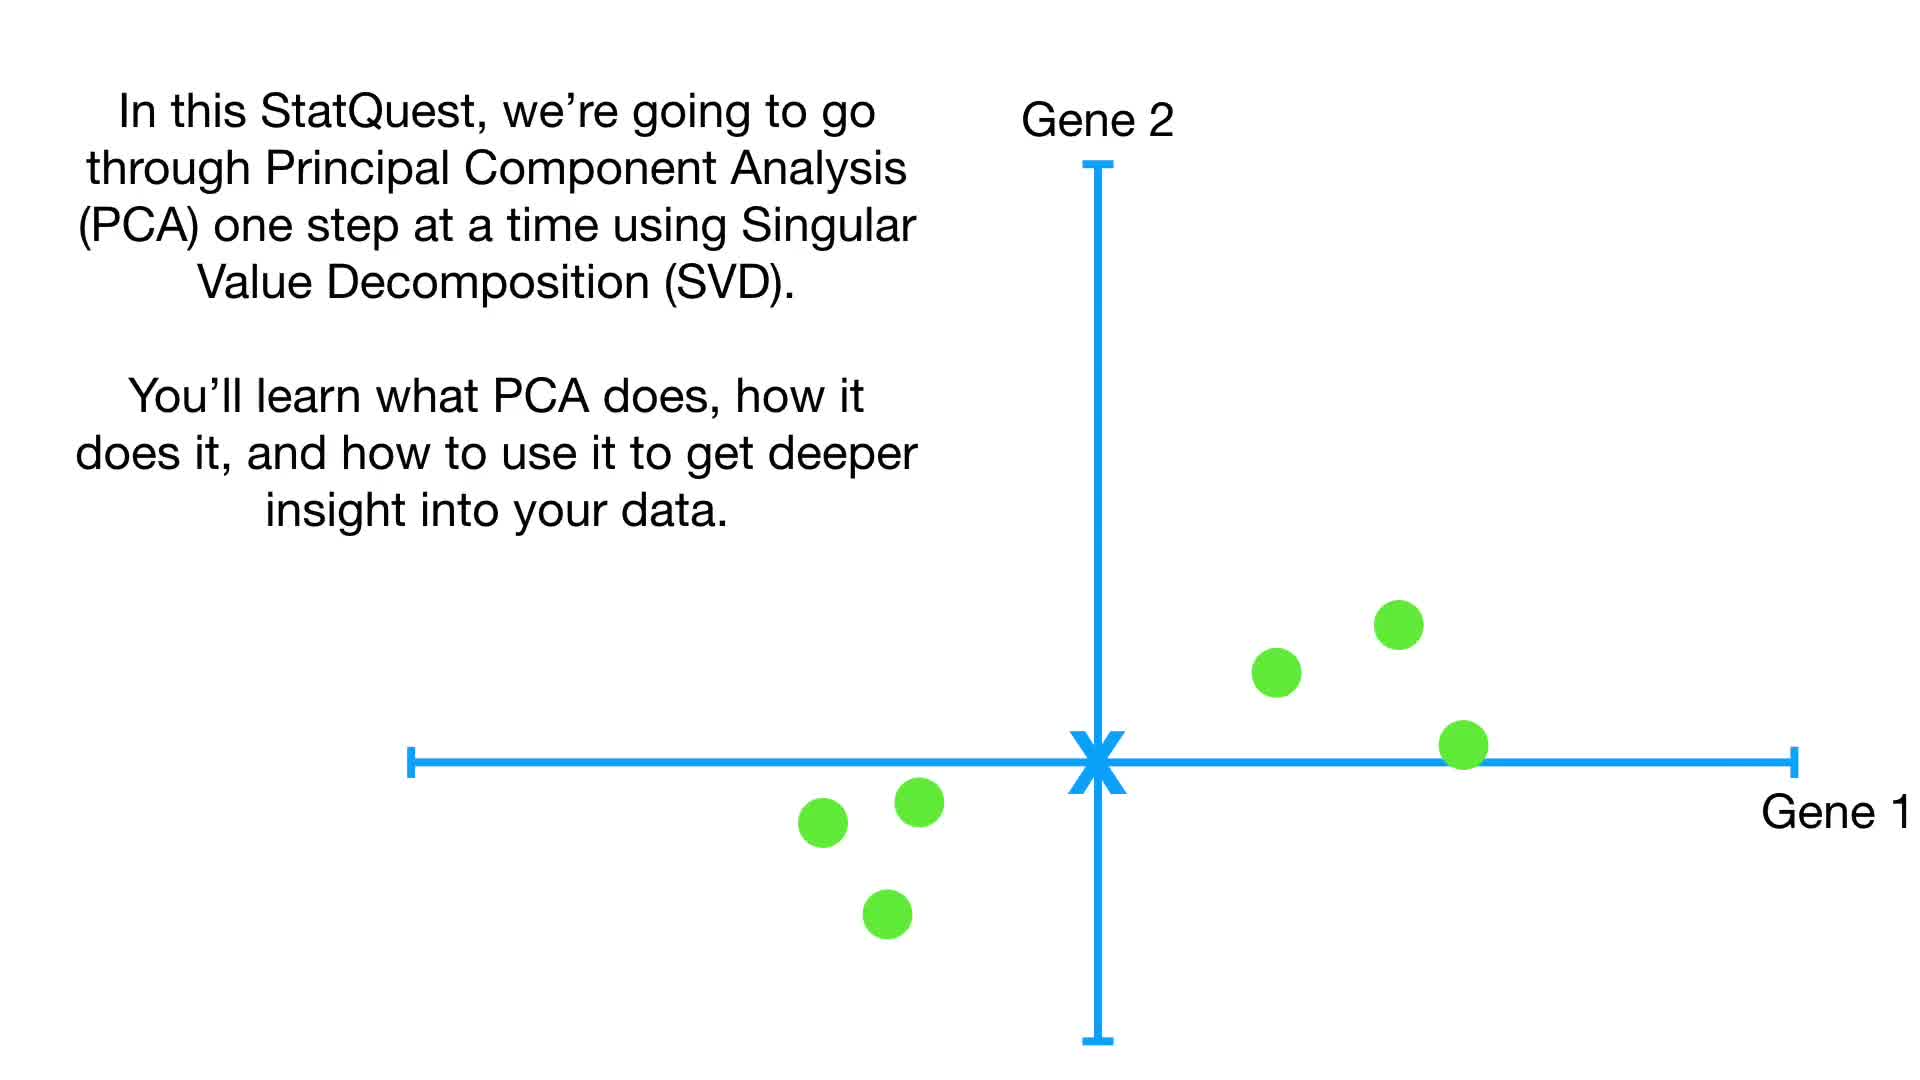 In this StatQuest, we’re going to go
through Principal Component Analysis
(PCA) one step at a time using Singular
Value Decomposition (SVD).
You’ll learn what PCA does, how it
does it, and how to use it to get deeper
insight into your data.
Gene 2
Gene 1